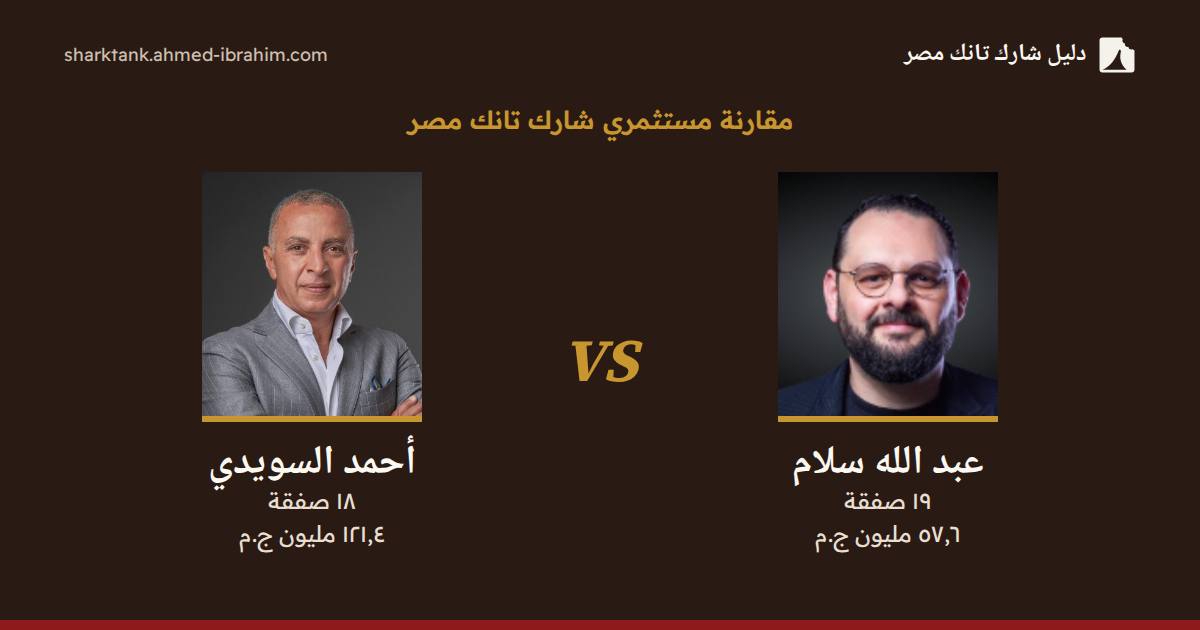 دليل شارك تانك مصر
sharktank.ahmed-ibrahim.com
مقارنة مستثمري شارك تانك مصر
عبد الله سلام
١٩ صفقة
٥٧,٦ مليون ج.م
VS
أحمد السويدي
١٨ صفقة
١٢١,٤ مليون ج.م